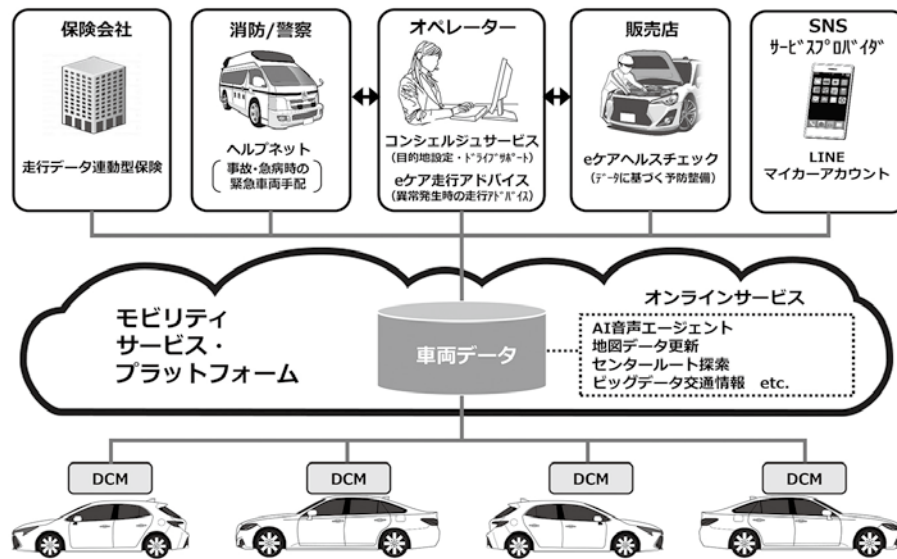 保険会社
走行データ連動型保険
消防/警察
ヘルプネット
事故・急病時の
緊急車両手配
オペレーター
コンシェルジュサービス
(目的地設定・ﾄﾞﾗｲﾌﾞｻﾎﾟｰﾄ)
eケア走行アドバイス
(異常発生時の走行ｱﾄﾞﾊﾞｲｽ)
販売店
eケアヘルスチェック
(ﾃﾞｰﾀに基づく予防整備)
SNS
ｻｰﾋﾞｽﾌﾟﾛﾊﾞｲﾀﾞ
LINE
マイカーアカウント
モビリティ
サービス・
プラットフォーム
車両データ
オンラインサービス
AI音声エージェント
地図データ更新
センタールート探索
ビッグデータ交通情報 etc.
DCM
DCM
DCM
DCM